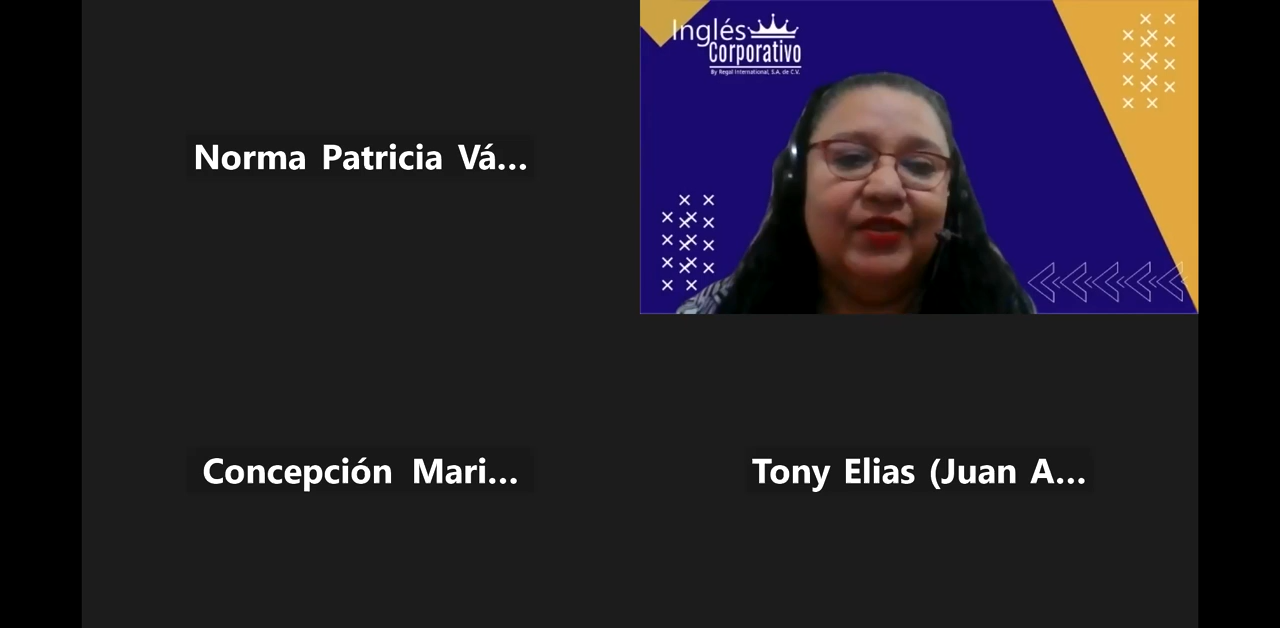 Inglés
Corporativo
By Regal International, S.A. de C.V.
Norma Patricia Vá...
Concepción Mari...
Tony Elias (Juan A...